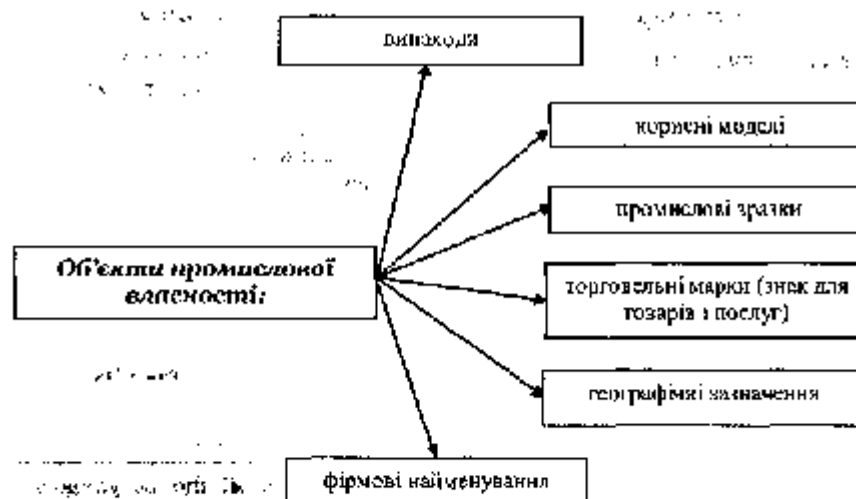 винаходи
корисні моделі
промислові зразки
Об'єкти промислової
власності:
торговельні марки (знак для
товарів і послуг)
географічні зазначення
фірмові найменування